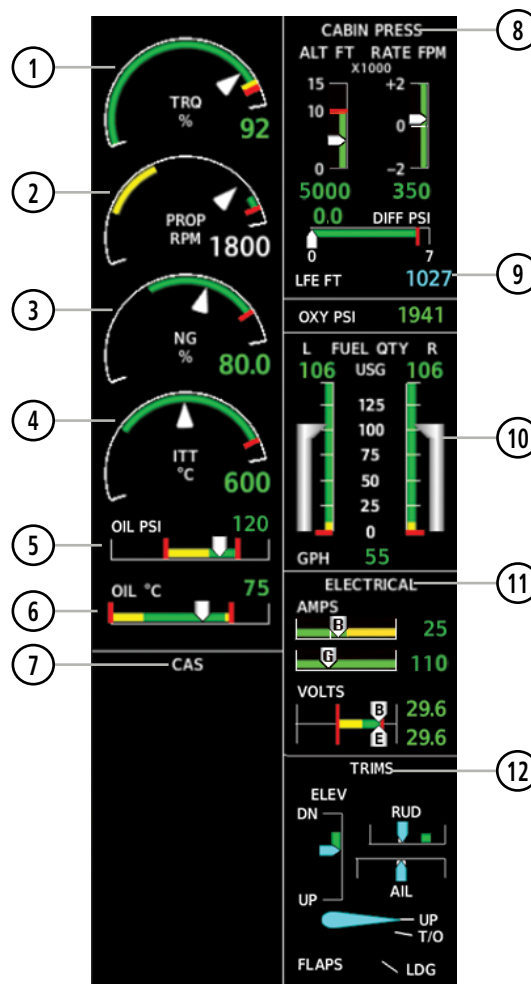 1
TRQ
%
92
2
PROP
RPM
1800
3
NG
%
80.0
4
ITT
°C
600
5
OIL PSI
120
6
OIL °C
75
7
CAS
CABIN PRESS
8
ALT FT RATE FPM
X1000
15
10
0
+2
0
−2
5000
350
0.0
DIFF PSI
0
7
LFE FT
1027
9
OXY PSI
1941
L FUEL QTY R
106
USG
106
125
100
75
50
25
0
10
GPH
55
ELECTRICAL
11
AMPS
B
25
G
110
VOLTS
B
29.6
E
29.6
TRIMS
12
ELEV
DN
UP
RUD
AIL
UP
T/O
FLAPS
LDG